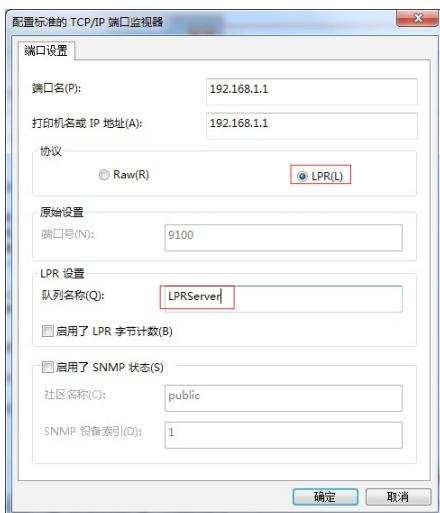 配置标准的 TCP/IP 端口监视器
端口设置
端口名(P): 192.168.1.1
打印机名或 IP 地址(A): 192.168.1.1
协议
Raw(R) LPR(L)
原始设置
端口号(N): 9100
LPR 设置
队列名称(Q): LPRServer
启用了 LPR 字节计数(B)
启用了 SNMP 状态(S)
社区名称(C): public
SNMP 设备索引(D): 1
确定 取消